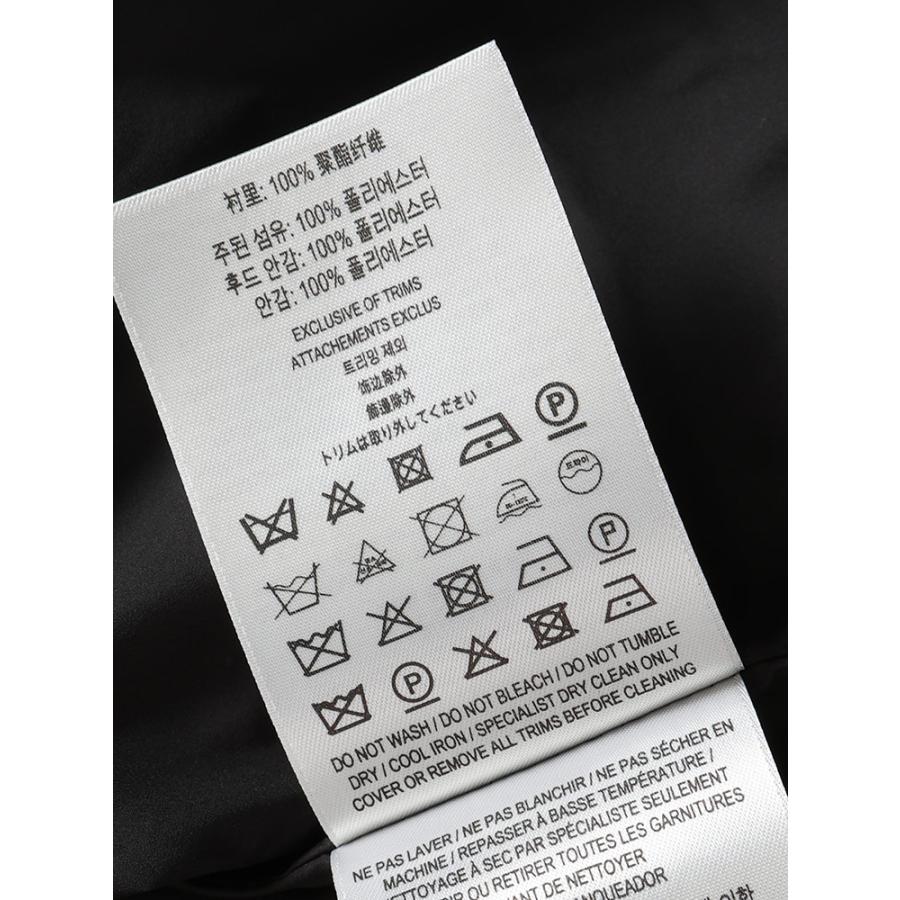 衬里: 100% 聚酯纤维
주된 섬유: 100% 폴리에스터
후드 안감: 100% 폴리에스터
안감: 100% 폴리에스터
EXCLUSIVE OF TRIMS
ATTACHEMENTS EXCLUS
트리밍 제외
饰边除外
飾邊除外
トリムは取り外してください
P
드라이
P
P
DO NOT WASH / DO NOT BLEACH / DO NOT TUMBLE
DRY / COOL IRON / SPECIALIST DRY CLEAN ONLY
COVER OR REMOVE ALL TRIMS BEFORE CLEANING
NE PAS LAVER / NE PAS BLANCHIR / NE PAS SÉCHER EN
MACHINE / REPASSER À BASSE TEMPÉRATURE /
NETTOYAGE À SEC PAR SPÉCIALISTE SEULEMENT
OU RETIRER TOUTES LES GARNITURES
DE NETTOYER